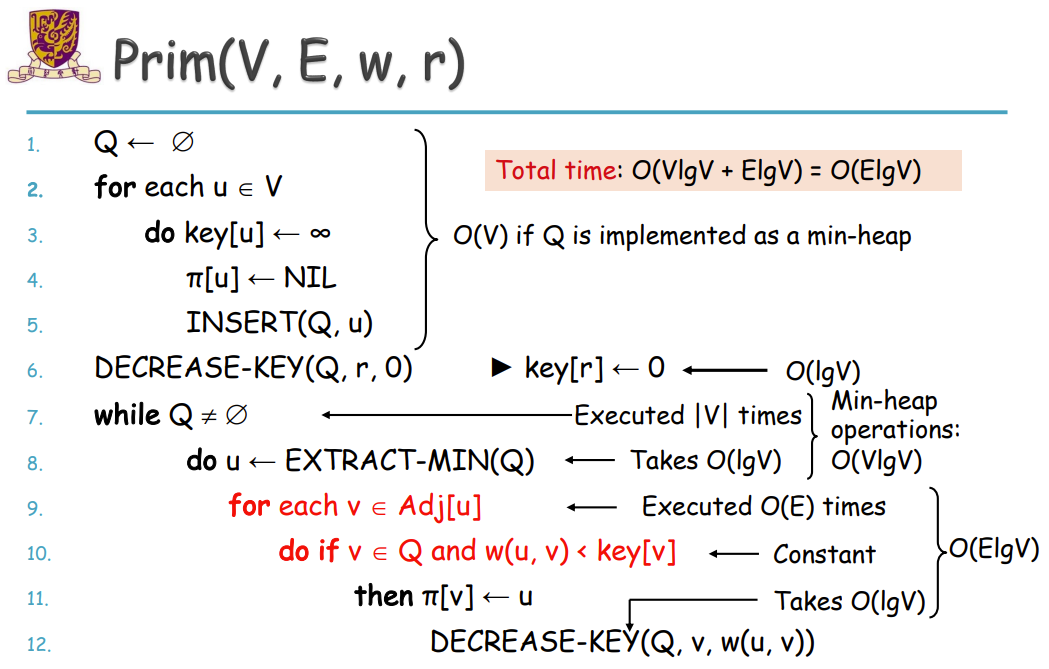 Prim(V, E, w, r)
1. Q ← ∅
Total time: O(VlgV + ElgV) = O(ElgV)
2. for each u ∈ V
3. do key[u] ← ∞
O(V) if Q is implemented as a min-heap
4. π[u] ← NIL
5. INSERT(Q, u)
6. DECREASE-KEY(Q, r, 0) ► key[r] ← 0 O(lgV)
7. while Q ≠ ∅ Executed |V| times
Min-heap
operations:
O(VlgV)
8. do u ← EXTRACT-MIN(Q) Takes O(lgV)
9. for each v ∈ Adj[u] Executed O(E) times
10. do if v ∈ Q and w(u, v) < key[v] Constant
O(ElgV)
11. then π[v] ← u Takes O(lgV)
12. DECREASE-KEY(Q, v, w(u, v))